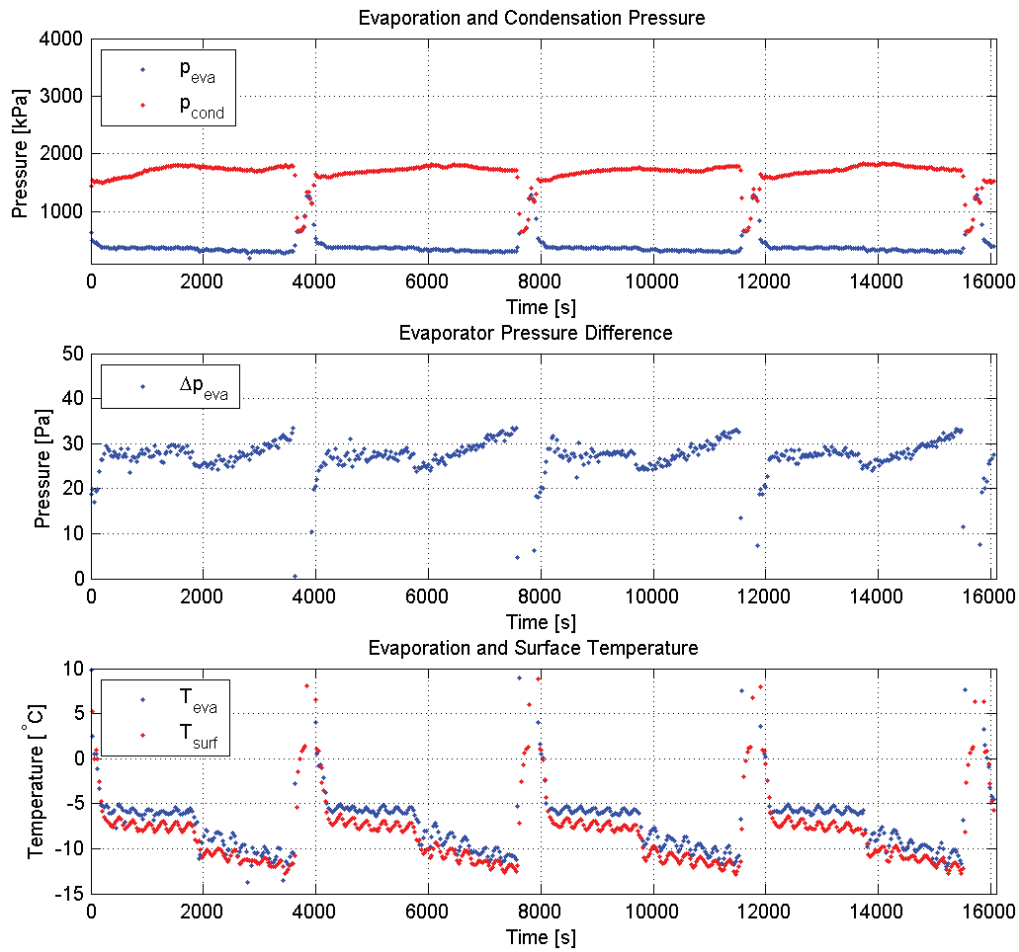 Evaporation and Condensation Pressure
Pressure [kPa]
4000
3000
2000
1000
p_eva
p_cond
0 2000 4000 6000 8000 10000 12000 14000 16000
Time [s]
Evaporator Pressure Difference
Pressure [Pa]
50
40
30
20
10
0
Δp_eva
0 2000 4000 6000 8000 10000 12000 14000 16000
Time [s]
Evaporation and Surface Temperature
Temperature [°C]
10
5
0
-5
-10
-15
T_eva
T_surf
0 2000 4000 6000 8000 10000 12000 14000 16000
Time [s]